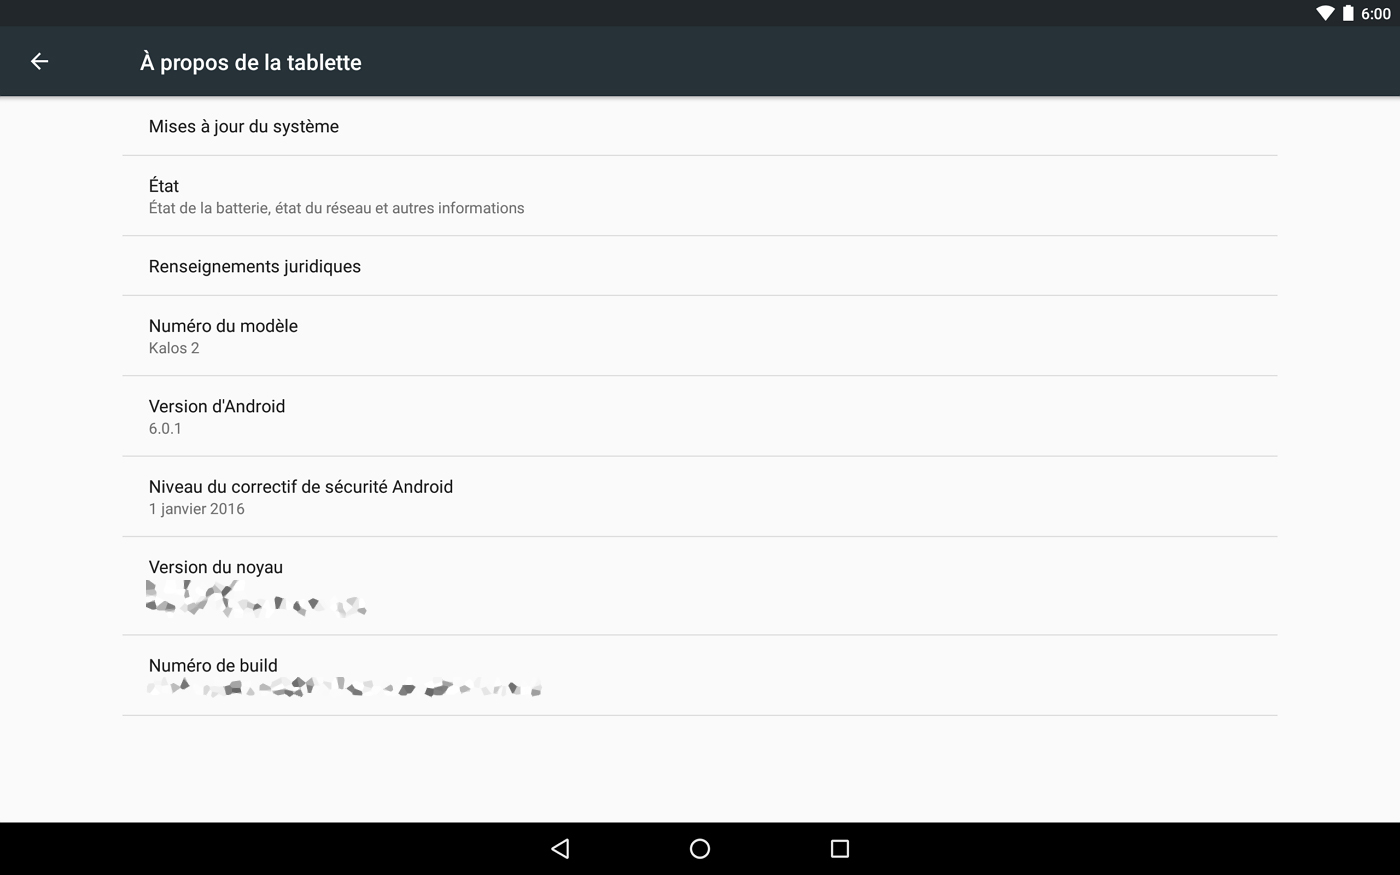 6:00
À propos de la tablette
Mises à jour du système
État
État de la batterie, état du réseau et autres informations
Renseignements juridiques
Numéro du modèle
Kalos 2
Version d'Android
6.0.1
Niveau du correctif de sécurité Android
1 janvier 2016
Version du noyau
Numéro de build